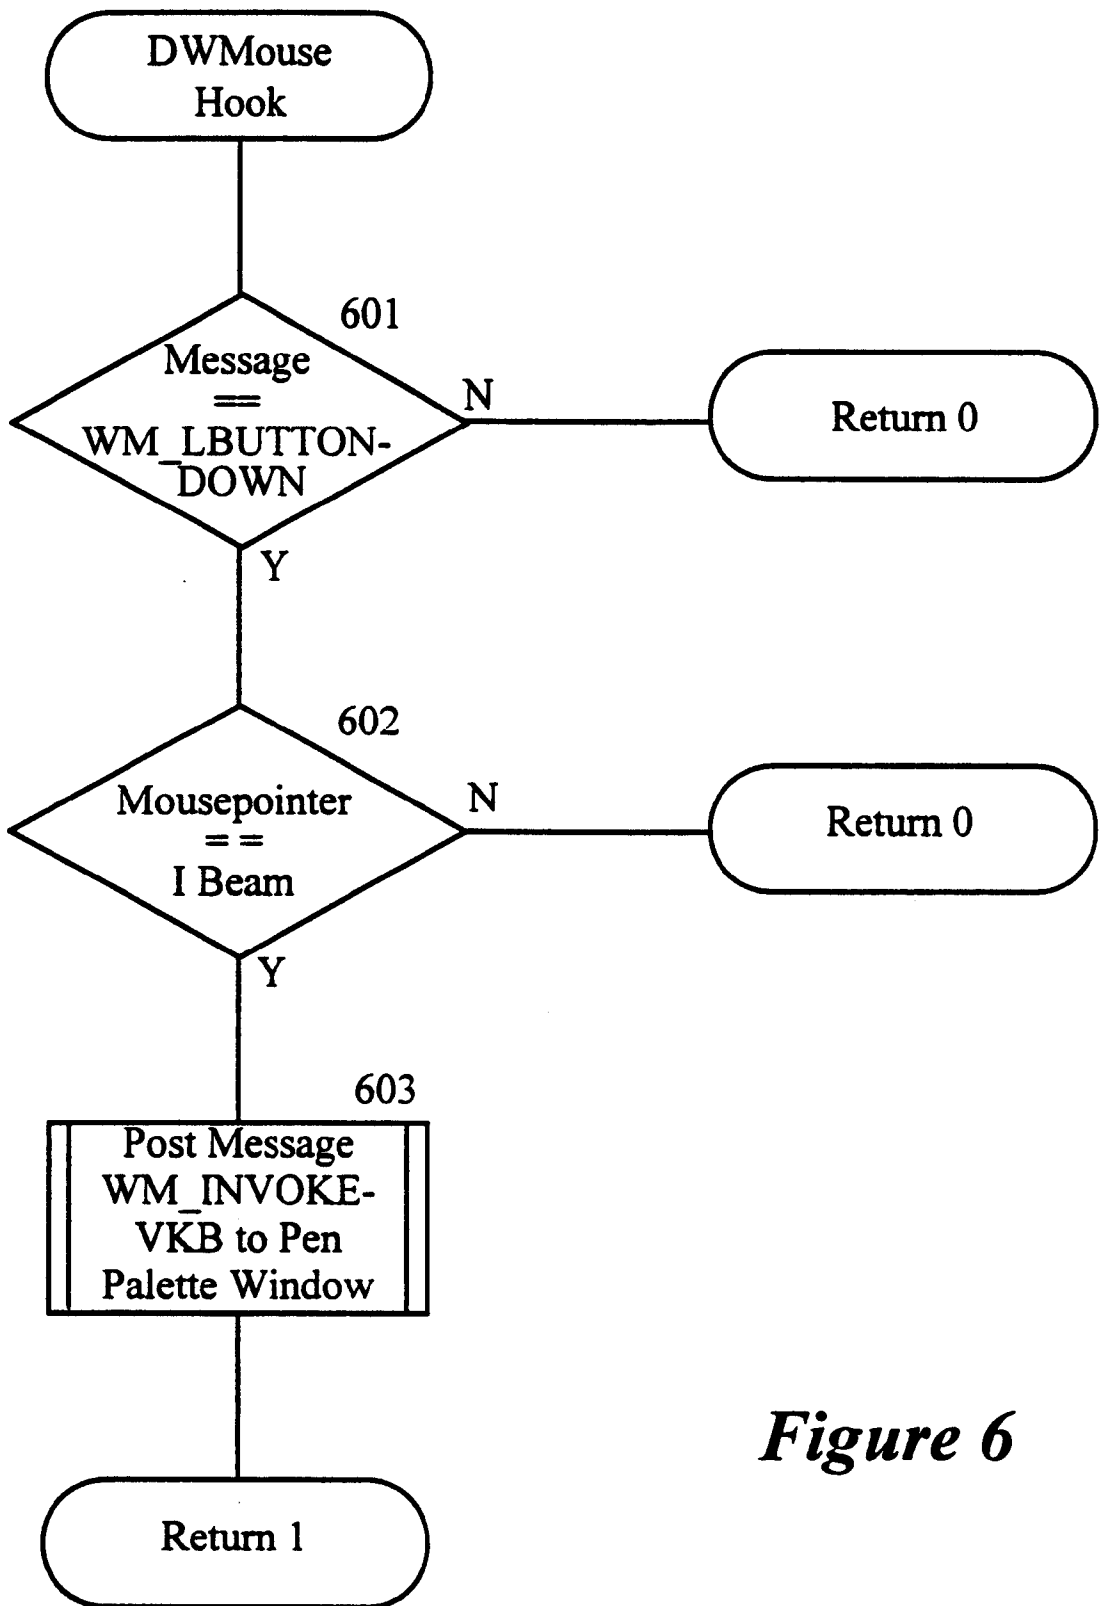 DWMouse
Hook
601
Message
==
WM_LBUTTON-
DOWN
N
Return 0
Y
602
Mousepointer
==
I Beam
N
Return 0
Y
603
Post Message
WM_INVOKE-
VKB to Pen
Palette Window
Return 1
Figure 6